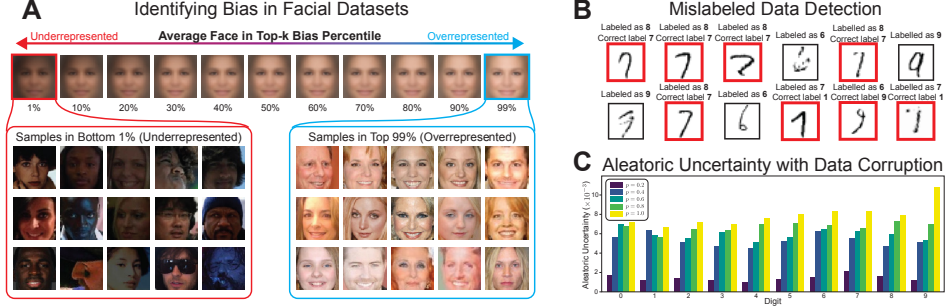 A
Identifying Bias in Facial Datasets
Underrepresented
Average Face in Top-k Bias Percentile
Overrepresented
1% 10% 20% 30% 40% 50% 60% 70% 80% 90% 99%
Samples in Bottom 1% (Underrepresented)
Samples in Top 99% (Overrepresented)
B
Mislabeled Data Detection
Labeled as 8
Correct label 7
Labeled as 8
Correct label 7
Labeled as 8
Correct label 7
Labeled as 6
Labeled as 8
Correct label 7
Labeled as 9
Labeled as 9
Labeled as 8
Correct label 7
Labeled as 6
Labeled as 7
Correct label 1
Labeled as 6
Correct label 9
Labeled as 7
Correct label 1
C
Aleatoric Uncertainty with Data Corruption
Aleatoric Uncertainty (×10⁻³)
10
8
6
4
2
0
p = 0.2
p = 0.4
p = 0.6
p = 0.8
p = 1.0
0 1 2 3 4 5 6 7 8 9
Digit